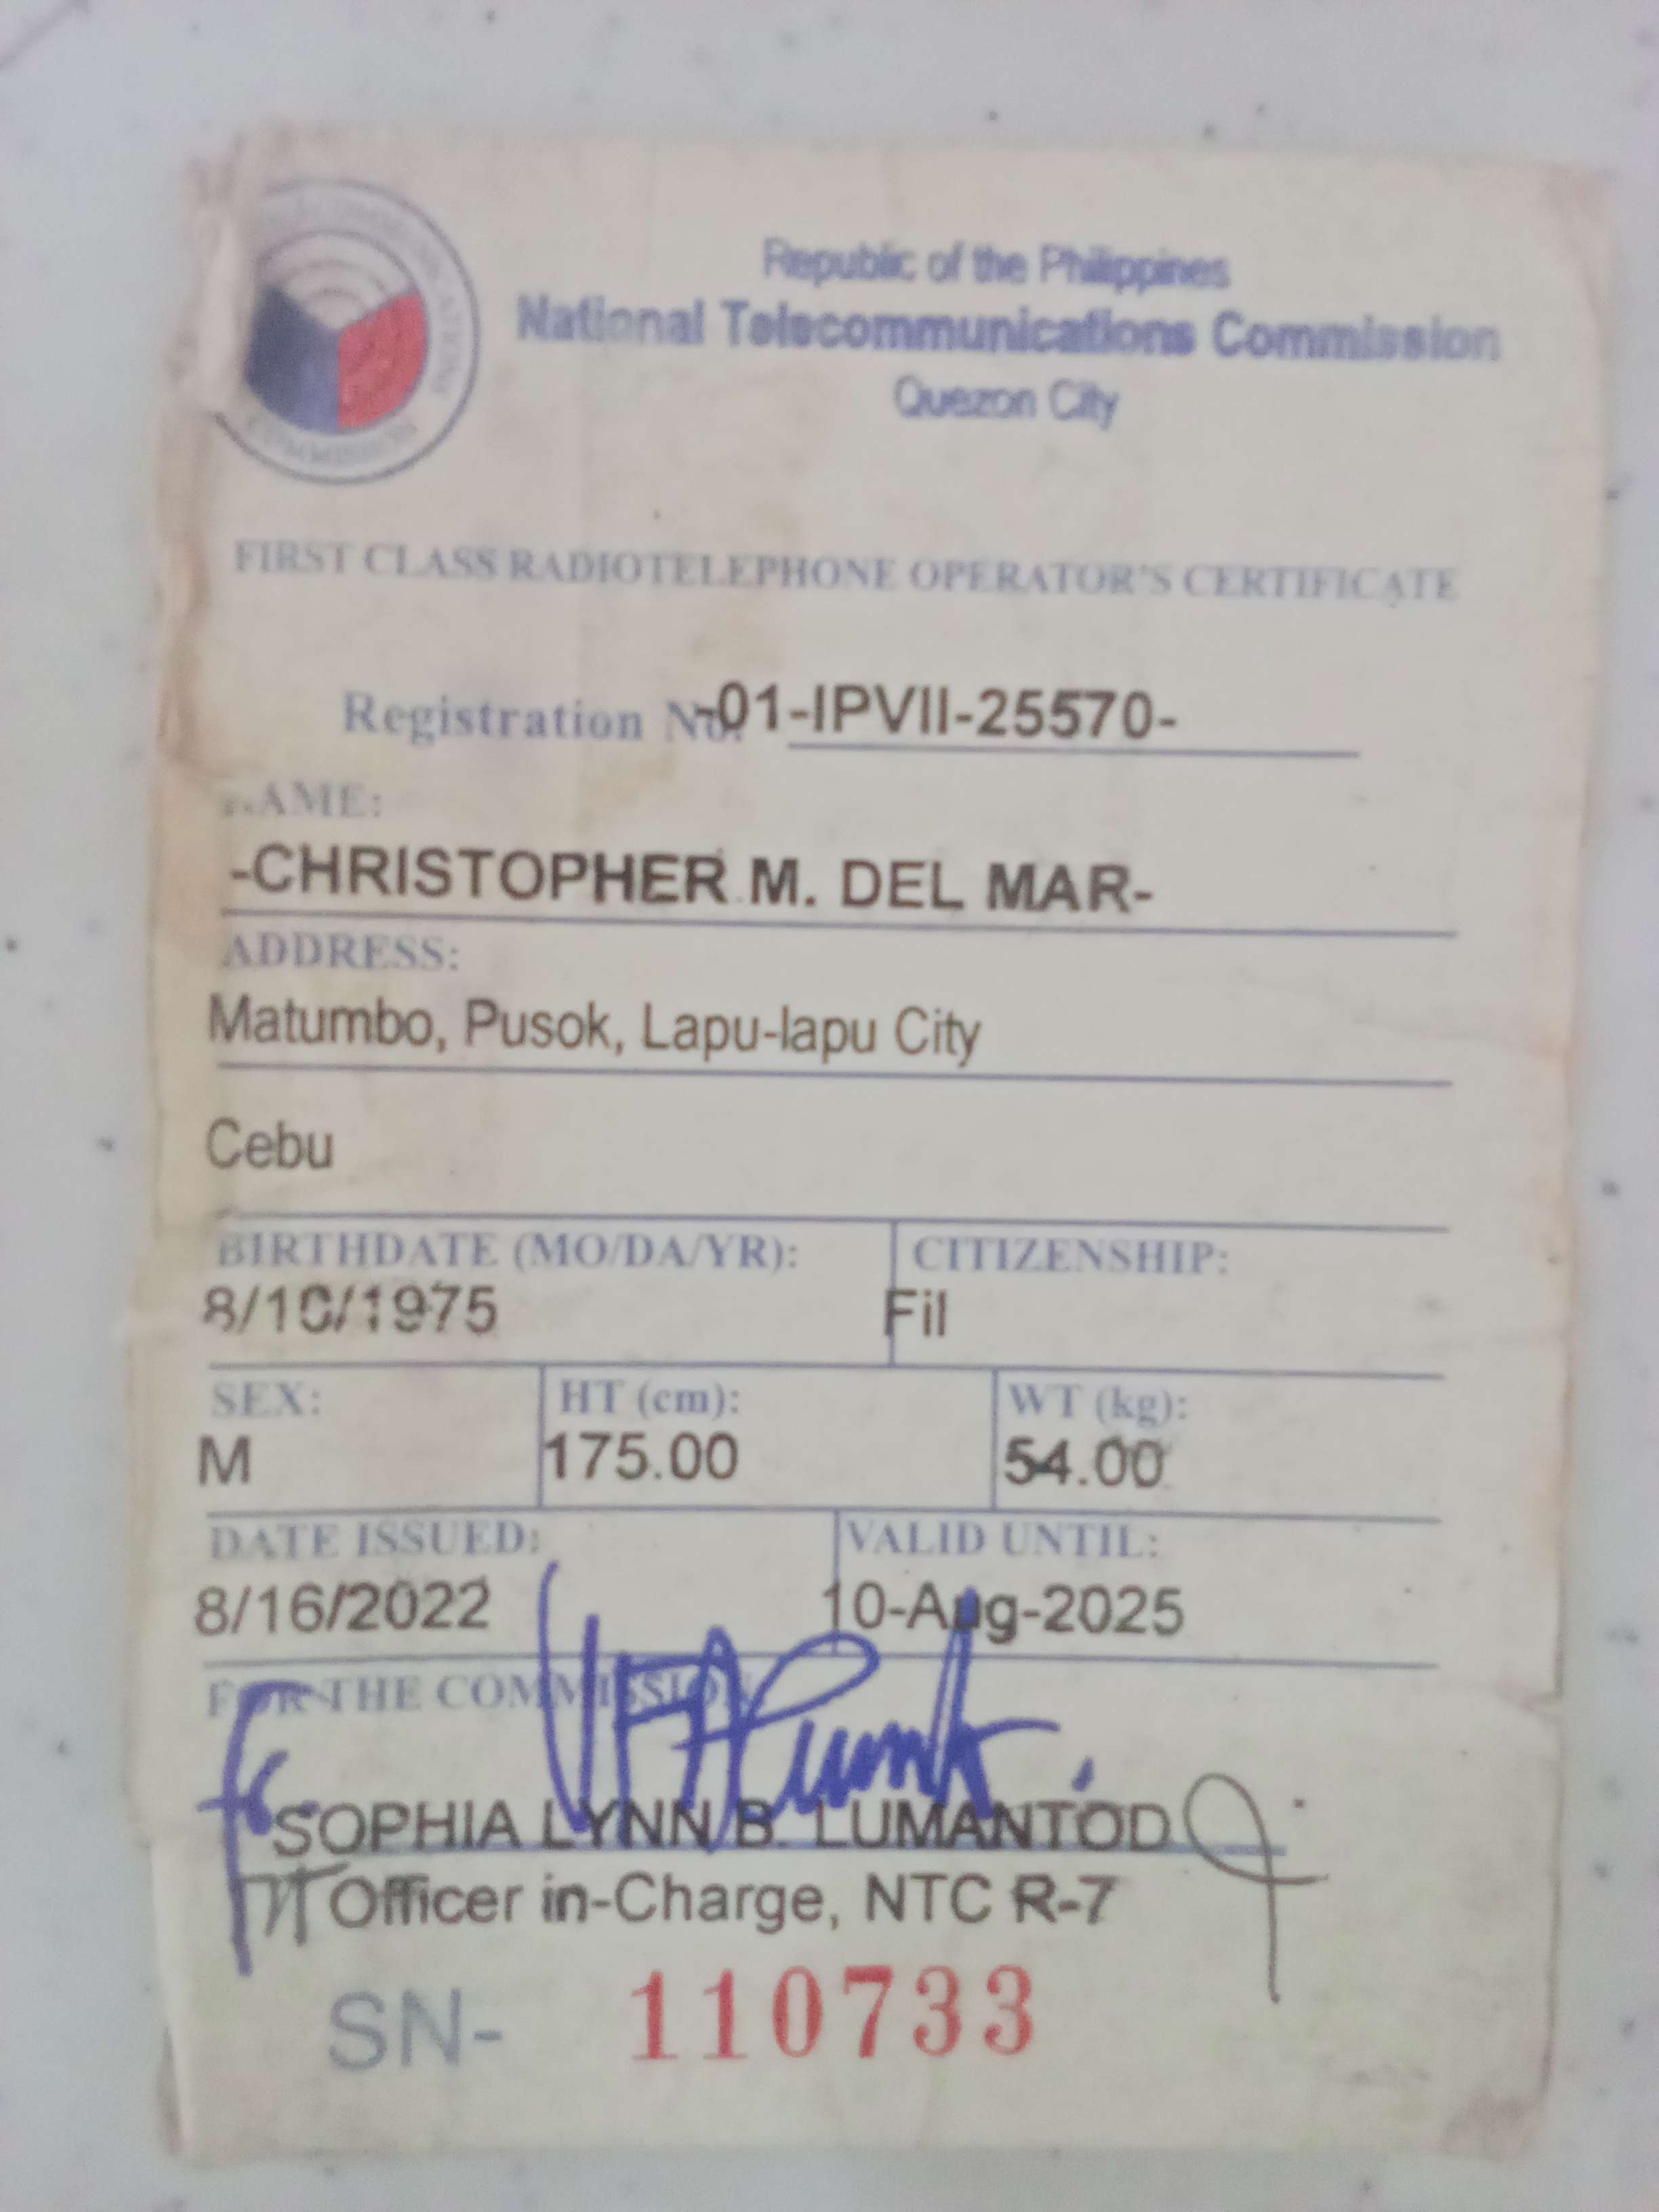 Republic of the Philippines
National Telecommunications Commission
Quezon City
FIRST CLASS RADIOTELEPHONE OPERATOR'S CERTIFICATE
Registration No. -01-IPVII-25570-
NAME:
-CHRISTOPHER M. DEL MAR-
ADDRESS:
Matumbo, Pusok, Lapu-lapu City
Cebu
BIRTHDATE (MO/DA/YR): CITIZENSHIP:
8/10/1975 Fil
SEX: HT (cm): WT (kg):
M 175.00 54.00
DATE ISSUED: VALID UNTIL:
8/16/2022 10-Aug-2025
FOR THE COMMISSION
SOPHIA LYNN B. LUMANTOD
Officer in-Charge, NTC R-7
SN- 110733